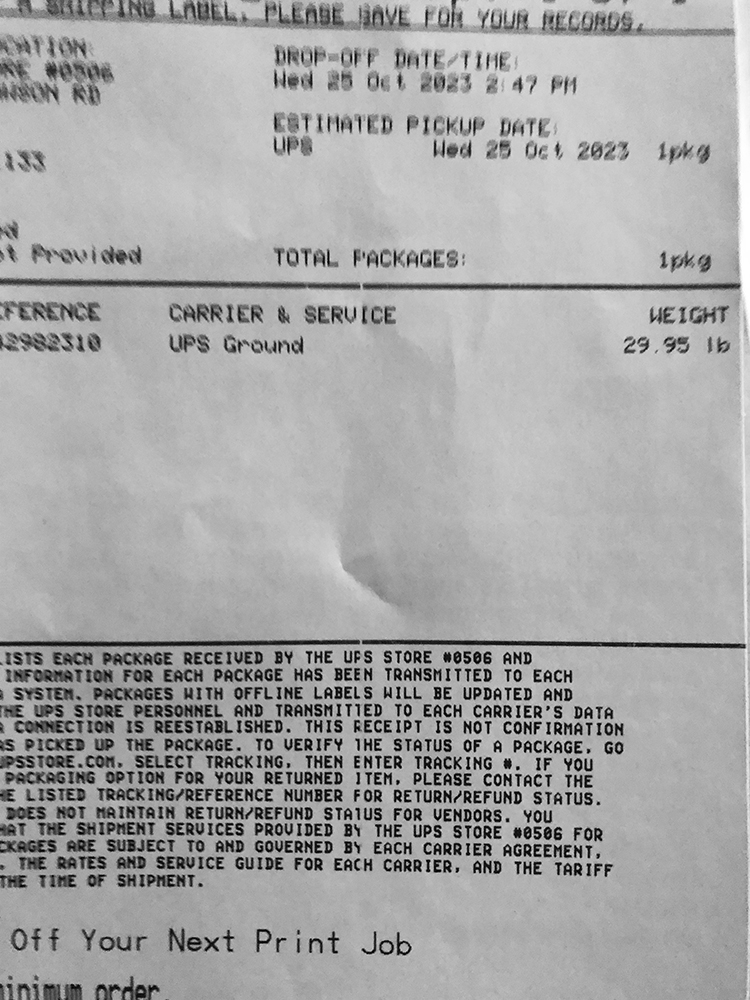 A SHIPPING LABEL. PLEASE SAVE FOR YOUR RECORDS.
CATION:
DROP-OFF DATE/TIME:
RE #0506
Wed 25 Oct 2023 2:47 PM
NSON RD
ESTIMATED PICKUP DATE:
UPS Wed 25 Oct 2023 1pkg
133
ed
t Provided
TOTAL PACKAGES: 1pkg
FERENCE CARRIER & SERVICE WEIGHT
2982310 UPS Ground 29.95 lb
LISTS EACH PACKAGE RECEIVED BY THE UPS STORE #0506 AND
INFORMATION FOR EACH PACKAGE HAS BEEN TRANSMITTED TO EACH
A SYSTEM. PACKAGES WITH OFFLINE LABELS WILL BE UPDATED AND
THE UPS STORE PERSONNEL AND TRANSMITTED TO EACH CARRIER'S DATA
A CONNECTION IS REESTABLISHED. THIS RECEIPT IS NOT CONFIRMATION
AS PICKED UP THE PACKAGE. TO VERIFY THE STATUS OF A PACKAGE, GO
UPSSTORE.COM, SELECT TRACKING, THEN ENTER TRACKING #. IF YOU
PACKAGING OPTION FOR YOUR RETURNED ITEM, PLEASE CONTACT THE
HE LISTED TRACKING/REFERENCE NUMBER FOR RETURN/REFUND STATUS.
DOES NOT MAINTAIN RETURN/REFUND STATUS FOR VENDORS. YOU
HAT THE SHIPMENT SERVICES PROVIDED BY THE UPS STORE #0506 FOR
CKAGES ARE SUBJECT TO AND GOVERNED BY EACH CARRIER AGREEMENT,
. THE RATES AND SERVICE GUIDE FOR EACH CARRIER, AND THE TARIFF
THE TIME OF SHIPMENT.
Off Your Next Print Job
minimum order.